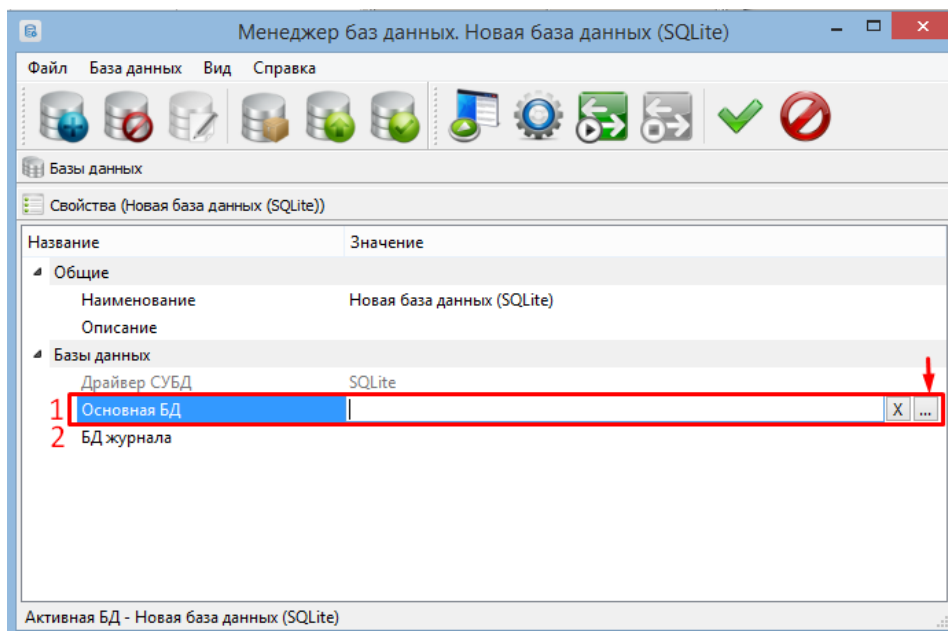 Менеджер баз данных. Новая база данных (SQLite)
Файл База данных Вид Справка
Базы данных
Свойства (Новая база данных (SQLite))
Название Значение
Общие
Наименование Новая база данных (SQLite)
Описание
Базы данных
Драйвер СУБД SQLite
1 Основная БД X ...
2 БД журнала
Активная БД - Новая база данных (SQLite)